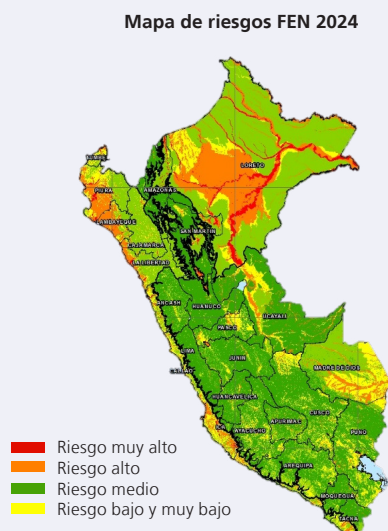 Mapa de riesgos FEN 2024
TUMBES
LORETO
PIURA
AMAZONAS
LAMBAYEQUE
SAN MARTIN
CAJAMARCA
LA LIBERTAD
ANCASH
HUANUCO
UCAYALI
PASCO
LIMA
JUNIN
MADRE DE DIOS
CALLAO
HUANCAVELICA
CUSCO
AYACUCHO
APURIMAC
PUNO
AREQUIPA
MOQUEGUA
TACNA
Riesgo muy alto
Riesgo alto
Riesgo medio
Riesgo bajo y muy bajo